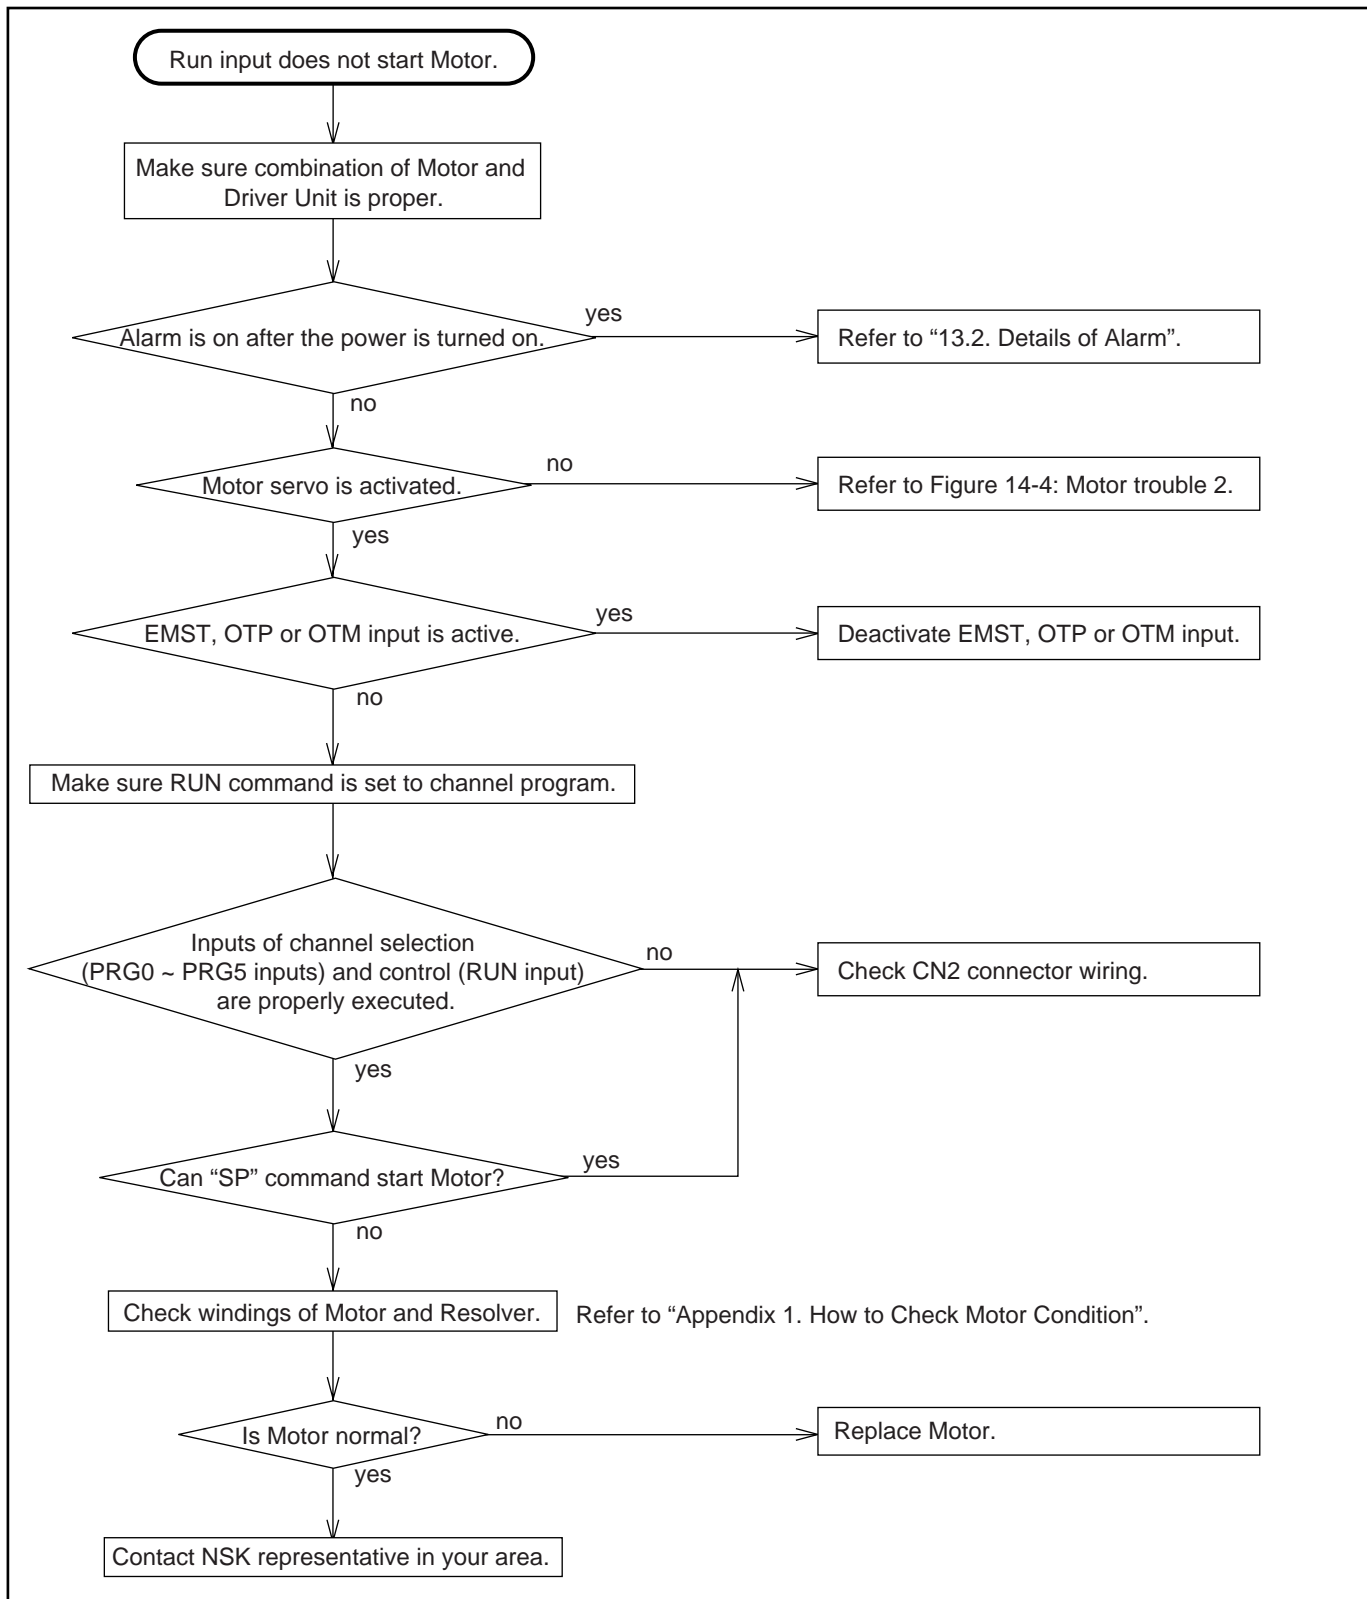 Run input does not start Motor.
Make sure combination of Motor and
Driver Unit is proper.
Alarm is on after the power is turned on.
yes
Refer to “13.2. Details of Alarm”.
no
Motor servo is activated.
no
Refer to Figure 14-4: Motor trouble 2.
yes
EMST, OTP or OTM input is active.
yes
Deactivate EMST, OTP or OTM input.
no
Make sure RUN command is set to channel program.
Inputs of channel selection
(PRG0 ~ PRG5 inputs) and control (RUN input)
are properly executed.
no
Check CN2 connector wiring.
yes
Can “SP” command start Motor?
yes
no
Check windings of Motor and Resolver.
Refer to “Appendix 1. How to Check Motor Condition”.
Is Motor normal?
no
Replace Motor.
yes
Contact NSK representative in your area.